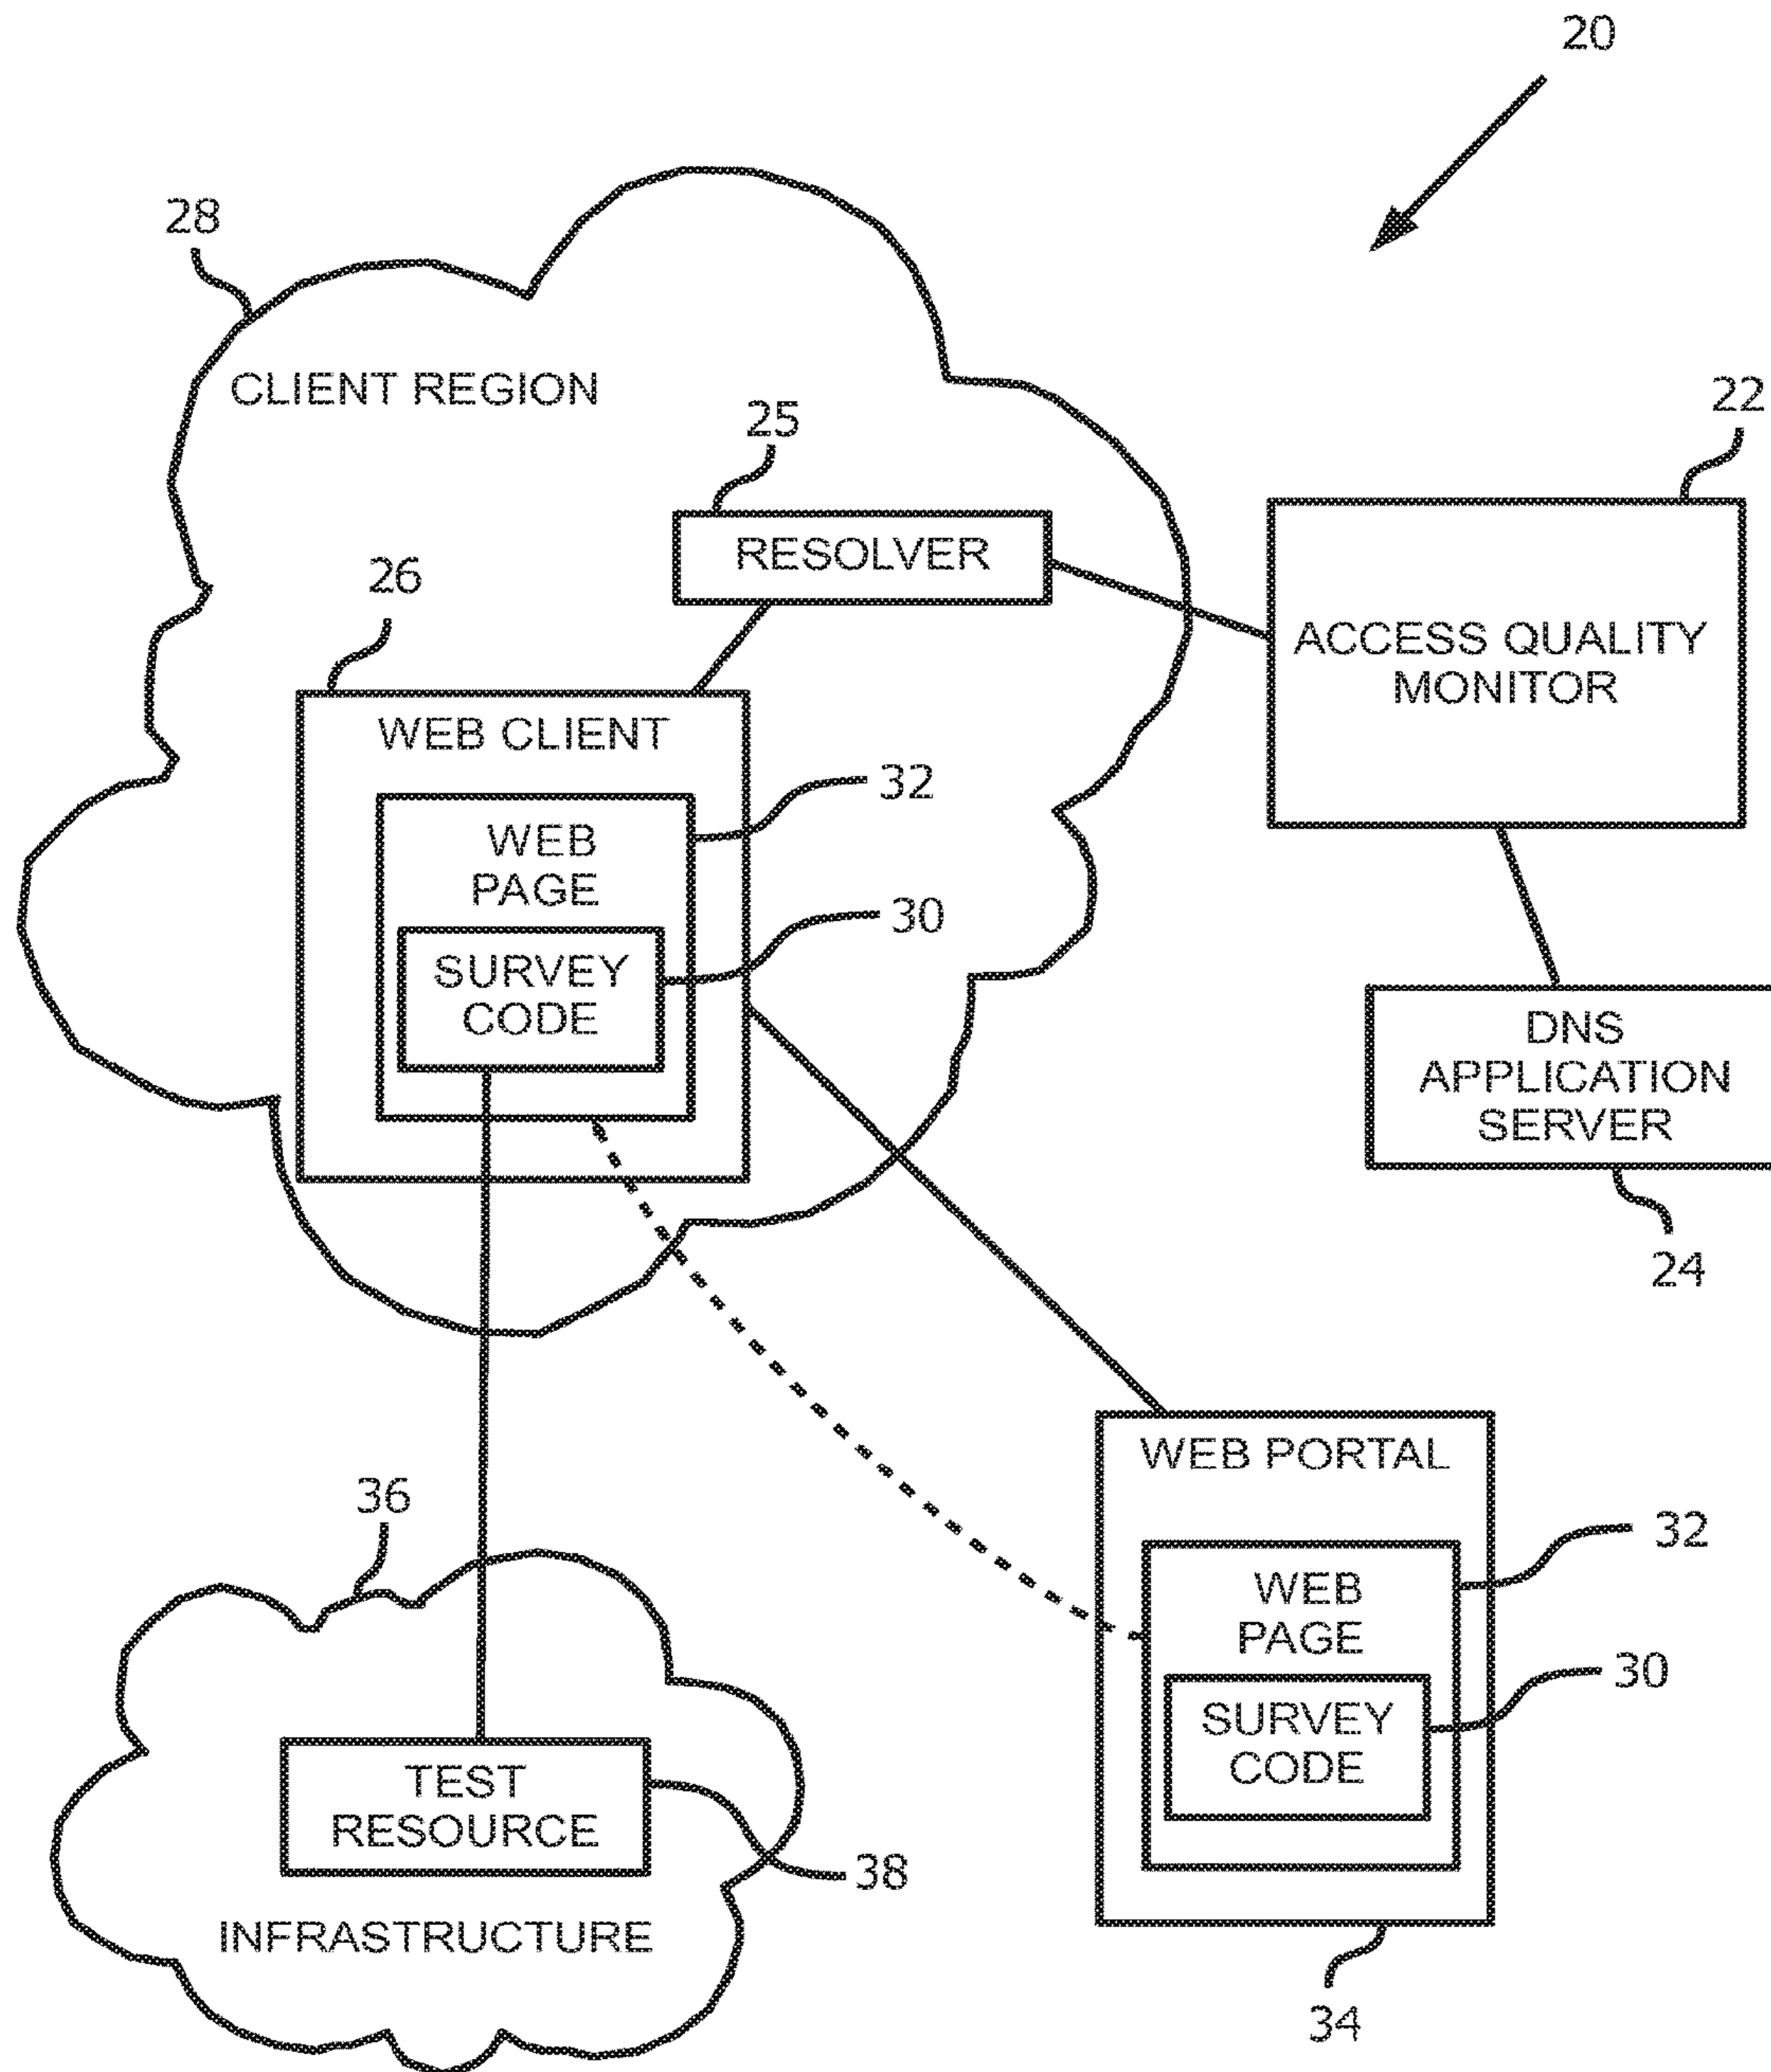 20
28
CLIENT REGION
25
22
RESOLVER
26
ACCESS QUALITY
MONITOR
WEB CLIENT
32
WEB
PAGE
30
SURVEY
CODE
DNS
APPLICATION
SERVER
24
WEB PORTAL
36
32
WEB
PAGE
30
SURVEY
CODE
TEST
RESOURCE
38
INFRASTRUCTURE
34